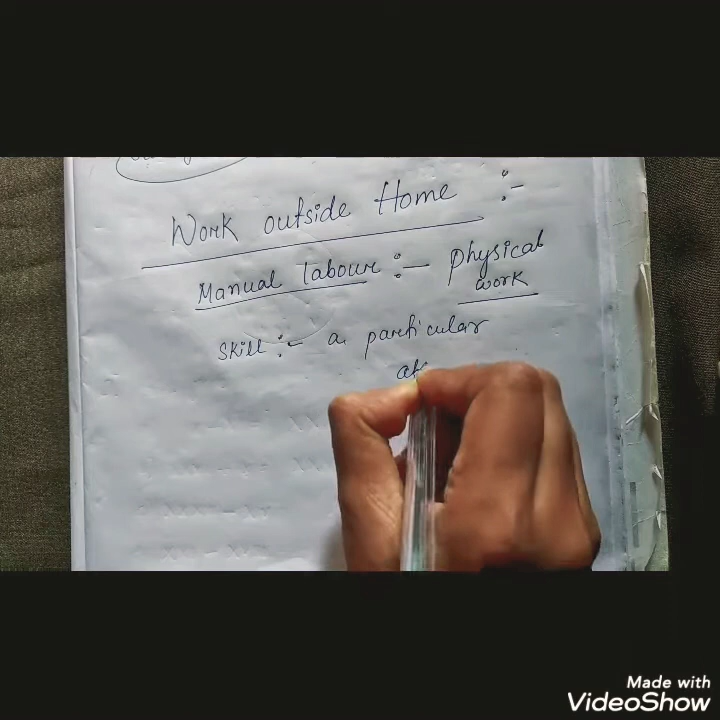 Work outside Home :-
Manual labour :- Physical
work
Skill :- a particular
Made with
VideoShow